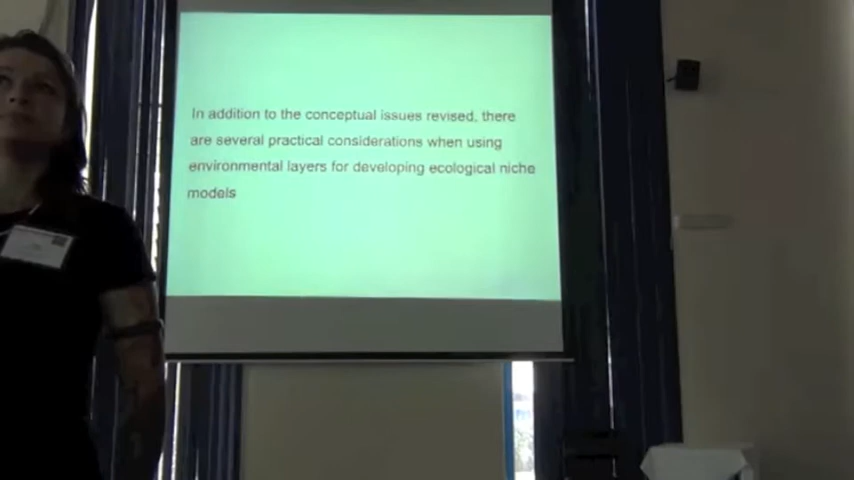 In addition to the conceptual issues revised, there
are several practical considerations when using
environmental layers for developing ecological niche
models